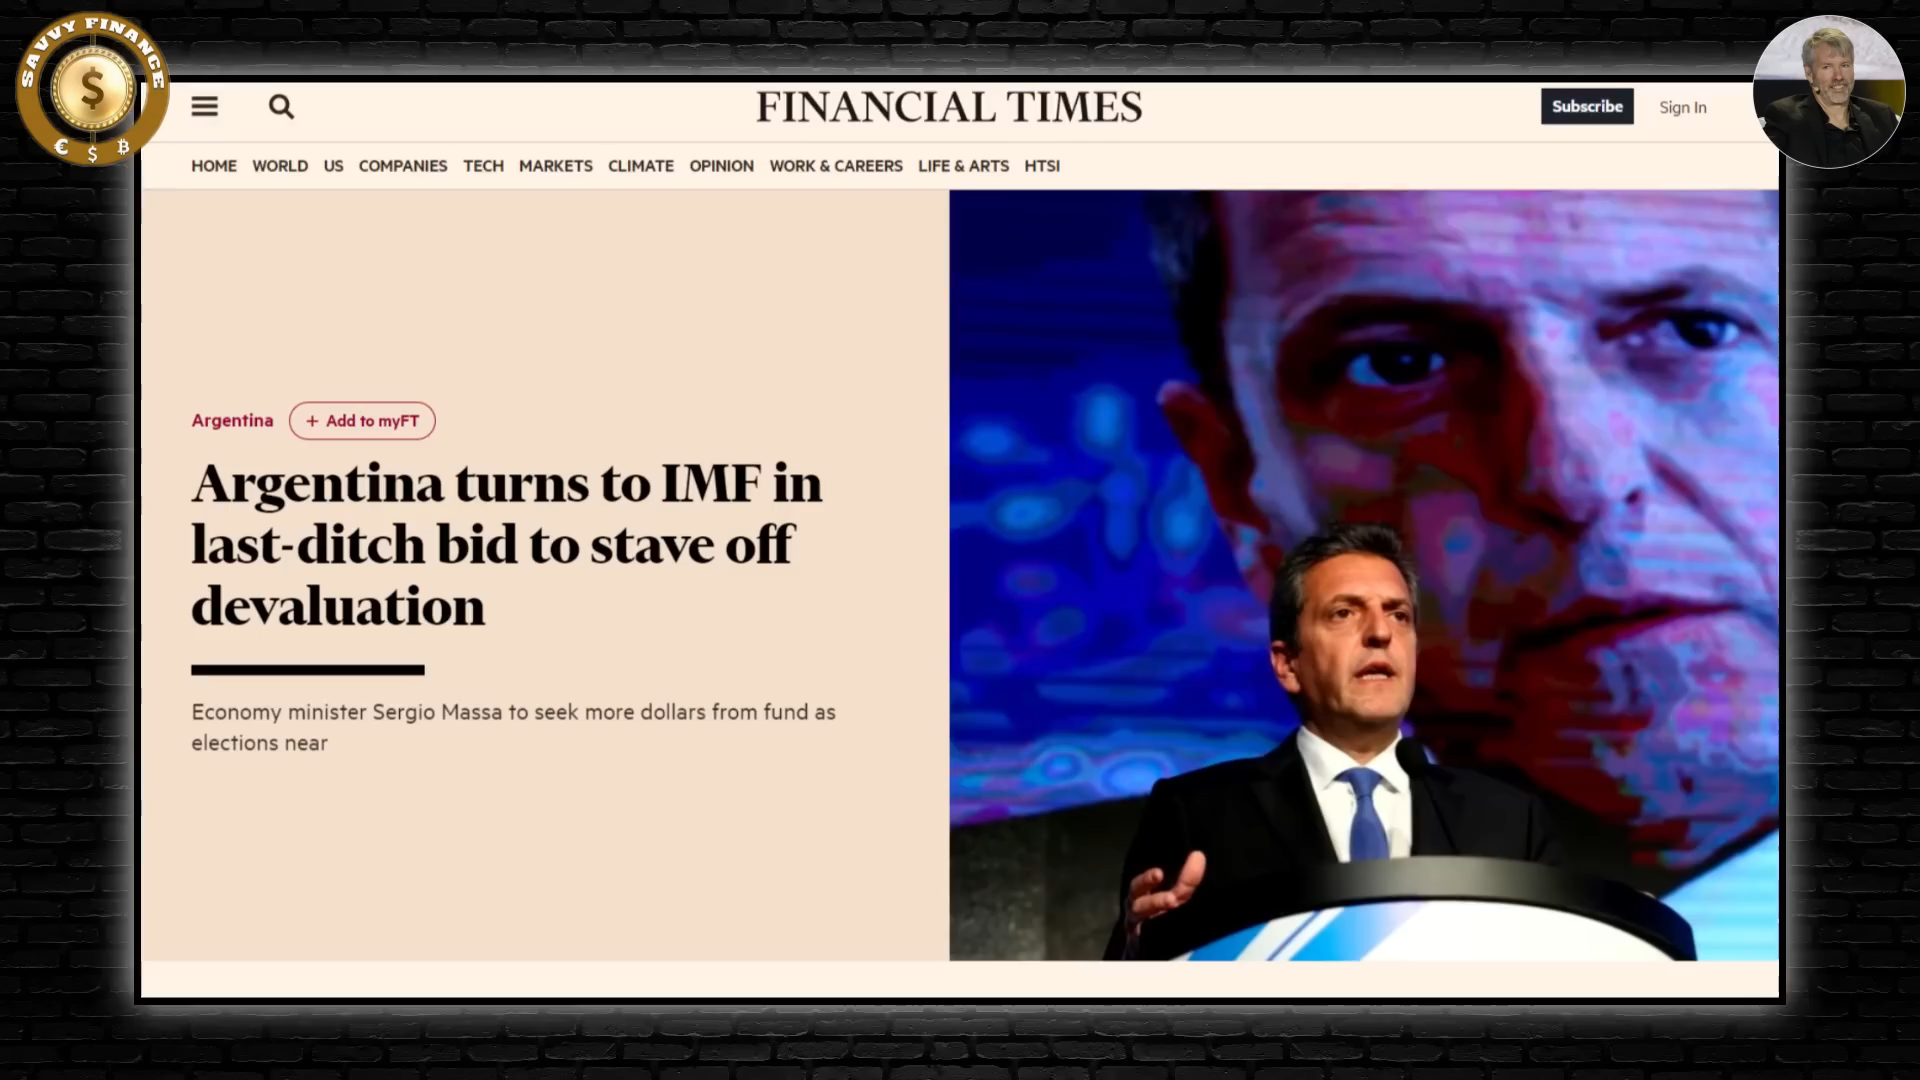 SAVVY FINANCE
$
€ $ ₿
FINANCIAL TIMES
Subscribe
Sign In
HOME WORLD US COMPANIES TECH MARKETS CLIMATE OPINION WORK & CAREERS LIFE & ARTS HTSI
Argentina
+ Add to myFT
Argentina turns to IMF in
last-ditch bid to stave off
devaluation
Economy minister Sergio Massa to seek more dollars from fund as
elections near